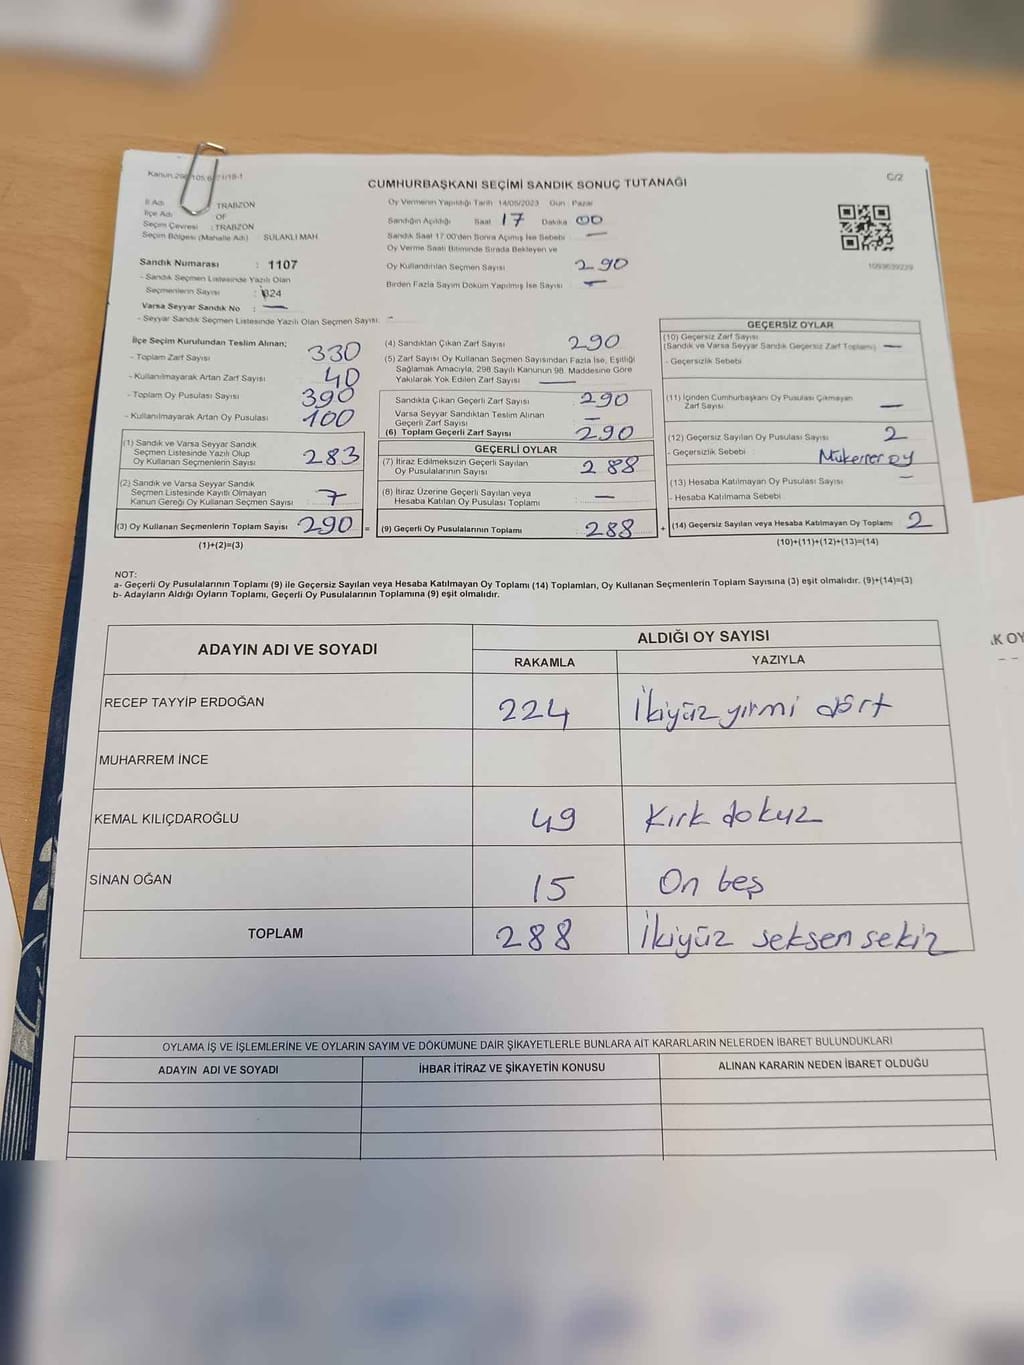 CUMHURBAŞKANI SEÇİMİ SANDIK SONUÇ TUTANAĞI
C/2
İl Adı : TRABZON
İlçe Adı : OF
Seçim Çevresi : TRABZON
Seçim Bölgesi (Mahalle Adı) : SULAKLI MAH.
Sandık Numarası : 1107
- Sandık Seçmen Listesinde Yazılı Olan
Seçmenlerin Sayısı : 324
Varsa Seyyar Sandık No : —
- Seyyar Sandık Seçmen Listesinde Yazılı Olan Seçmen Sayısı: -
Oy Vermenin Yapıldığı Tarih 14/05/2023 Gün : Pazar
Sandığın Açıldığı Saat 17 Dakika 00
Sandık Saat 17:00'den Sonra Açılmış İse Sebebi : —
Oy Verme Saati Bitiminde Sırada Bekleyen ve
Oy Kullandırılan Seçmen Sayısı 290
Birden Fazla Sayım Döküm Yapılmış İse Sayısı : —
1093639229
İlçe Seçim Kurulundan Teslim Alınan;
- Toplam Zarf Sayısı 330
- Kullanılmayarak Artan Zarf Sayısı 40
- Toplam Oy Pusulası Sayısı 390
- Kullanılmayarak Artan Oy Pusulası 100
(1) Sandık ve Varsa Seyyar Sandık
Seçmen Listesinde Yazılı Olup
Oy Kullanan Seçmenlerin Sayısı 283
(2) Sandık ve Varsa Seyyar Sandık
Seçmen Listesinde Kayıtlı Olmayan
Kanun Gereği Oy Kullanan Seçmen Sayısı 7
(3) Oy Kullanan Seçmenlerin Toplam Sayısı 290 =
(1)+(2)=(3)
(4) Sandıktan Çıkan Zarf Sayısı 290
(5) Zarf Sayısı Oy Kullanan Seçmen Sayısından Fazla İse, Eşitliği
Sağlamak Amacıyla, 298 Sayılı Kanunun 98. Maddesine Göre
Yakılarak Yok Edilen Zarf Sayısı —
Sandıkta Çıkan Geçerli Zarf Sayısı 290
Varsa Seyyar Sandıktan Teslim Alınan
Geçerli Zarf Sayısı —
(6) Toplam Geçerli Zarf Sayısı 290
GEÇERLİ OYLAR
(7) İtiraz Edilmeksizin Geçerli Sayılan
Oy Pusulalarının Sayısı 288
(8) İtiraz Üzerine Geçerli Sayılan veya
Hesaba Katılan Oy Pusulası Toplamı —
(9) Geçerli Oy Pusulalarının Toplamı 288 +
GEÇERSİZ OYLAR
(10) Geçersiz Zarf Sayısı
(Sandık ve Varsa Seyyar Sandık Geçersiz Zarf Toplamı) —
- Geçersizlik Sebebi
(11) İçinden Cumhurbaşkanı Oy Pusulası Çıkmayan
Zarf Sayısı —
(12) Geçersiz Sayılan Oy Pusulası Sayısı 2
- Geçersizlik Sebebi Mükerrer oy
(13) Hesaba Katılmayan Oy Pusulası Sayısı —
- Hesaba Katılmama Sebebi
(14) Geçersiz Sayılan veya Hesaba Katılmayan Oy Toplamı 2
(10)+(11)+(12)+(13)=(14)
NOT:
a- Geçerli Oy Pusulalarının Toplamı (9) ile Geçersiz Sayılan veya Hesaba Katılmayan Oy Toplamı (14) Toplamları, Oy Kullanan Seçmenlerin Toplam Sayısına (3) eşit olmalıdır. (9)+(14)=(3)
b- Adayların Aldığı Oyların Toplamı, Geçerli Oy Pusulalarının Toplamına (9) eşit olmalıdır.
ADAYIN ADI VE SOYADI ALDIĞI OY SAYISI
RAKAMLA YAZIYLA
RECEP TAYYİP ERDOĞAN 224 İkiyüz yirmi dört
MUHARREM İNCE
KEMAL KILIÇDAROĞLU 49 Kırk dokuz
SİNAN OĞAN 15 On beş
TOPLAM 288 İkiyüz seksen sekiz
OYLAMA İŞ VE İŞLEMLERİNE VE OYLARIN SAYIM VE DÖKÜMÜNE DAİR ŞİKAYETLERLE BUNLARA AİT KARARLARIN NELERDEN İBARET BULUNDUKLARI
ADAYIN ADI VE SOYADI İHBAR İTİRAZ VE ŞİKAYETİN KONUSU ALINAN KARARIN NEDEN İBARET OLDUĞU